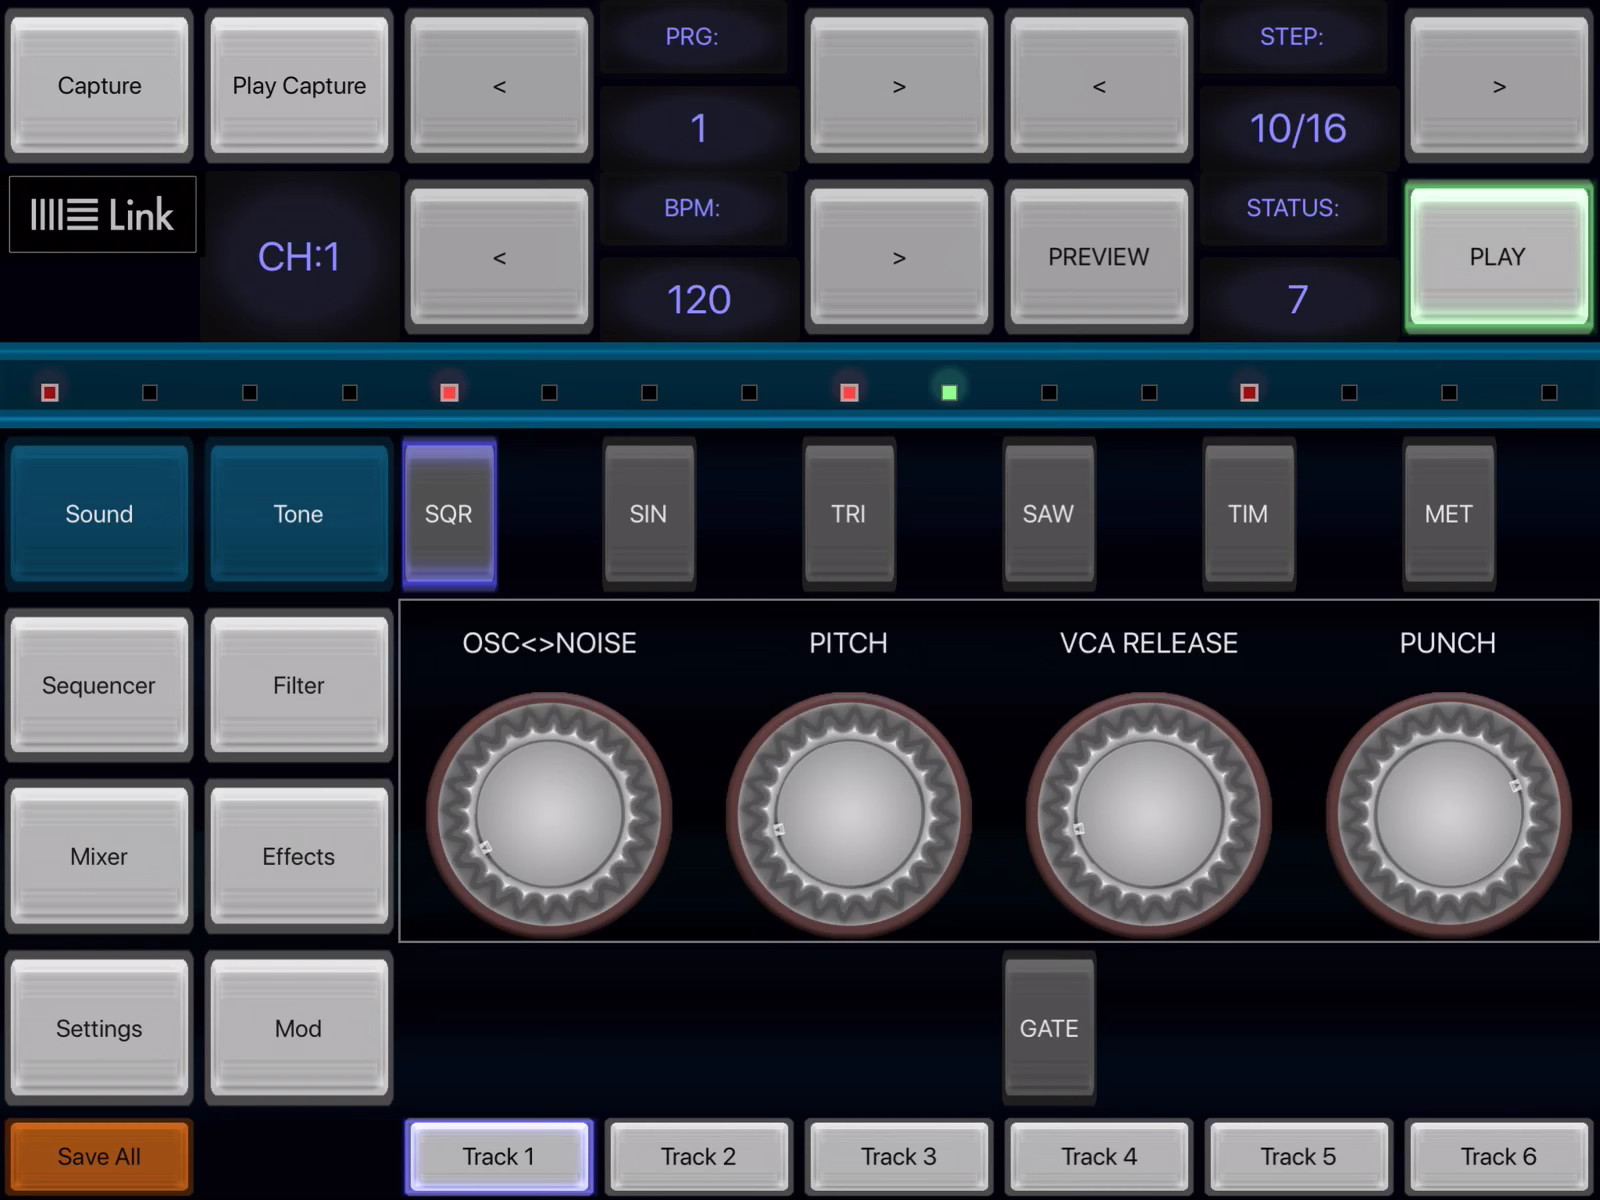 Capture
Play Capture
<
PRG:
1
>
<
STEP:
10/16
>
Link
CH:1
<
BPM:
120
>
PREVIEW
STATUS:
7
PLAY
Sound
Tone
SQR
SIN
TRI
SAW
TIM
MET
Sequencer
Filter
OSC<>NOISE
PITCH
VCA RELEASE
PUNCH
Mixer
Effects
Settings
Mod
GATE
Save All
Track 1
Track 2
Track 3
Track 4
Track 5
Track 6